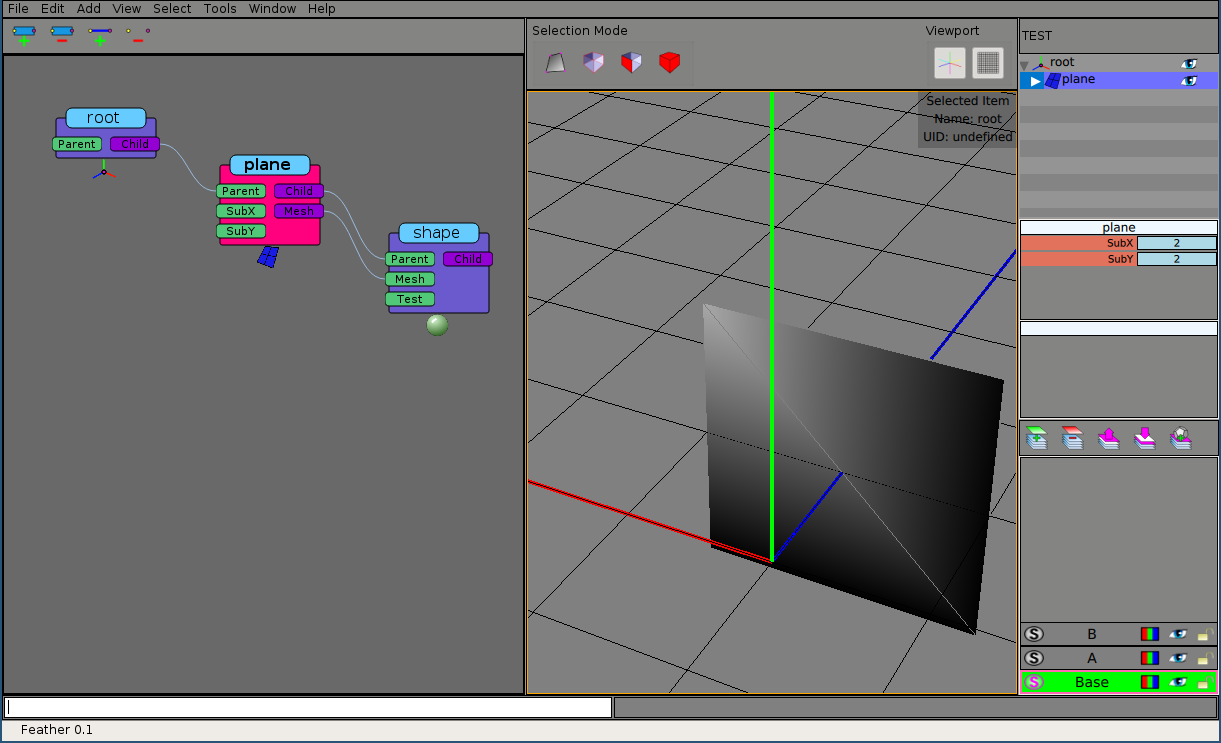 File Edit Add View Select Tools Window Help
Selection Mode
Viewport
TEST
root
plane
Selected Item
Name: root
UID: undefined
root
Parent Child
plane
Parent Child
SubX Mesh
SubY
shape
Parent Child
Mesh
Test
plane
SubX 2
SubY 2
S B
S A
S Base
Feather 0.1